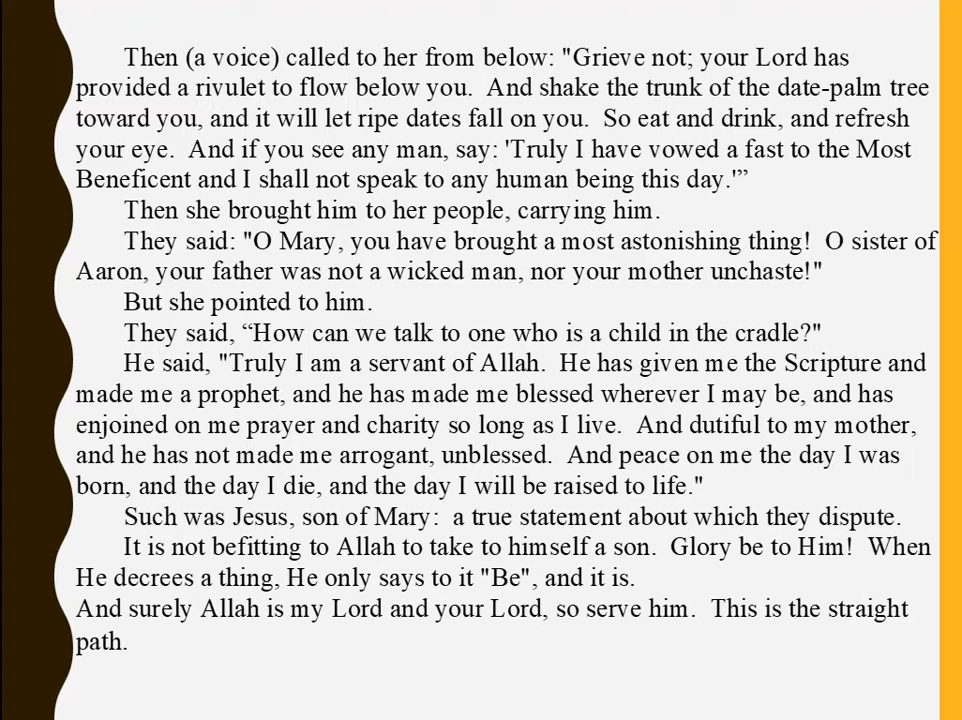 Then (a voice) called to her from below: "Grieve not; your Lord has
provided a rivulet to flow below you.  And shake the trunk of the date-palm tree
toward you, and it will let ripe dates fall on you.  So eat and drink, and refresh
your eye.  And if you see any man, say: 'Truly I have vowed a fast to the Most
Beneficent and I shall not speak to any human being this day.'”
Then she brought him to her people, carrying him.
They said: "O Mary, you have brought a most astonishing thing!  O sister of
Aaron, your father was not a wicked man, nor your mother unchaste!"
But she pointed to him.
They said, “How can we talk to one who is a child in the cradle?"
He said, "Truly I am a servant of Allah.  He has given me the Scripture and
made me a prophet, and he has made me blessed wherever I may be, and has
enjoined on me prayer and charity so long as I live.  And dutiful to my mother,
and he has not made me arrogant, unblessed.  And peace on me the day I was
born, and the day I die, and the day I will be raised to life."
Such was Jesus, son of Mary:  a true statement about which they dispute.
It is not befitting to Allah to take to himself a son.  Glory be to Him!  When
He decrees a thing, He only says to it "Be", and it is.
And surely Allah is my Lord and your Lord, so serve him.  This is the straight
path.